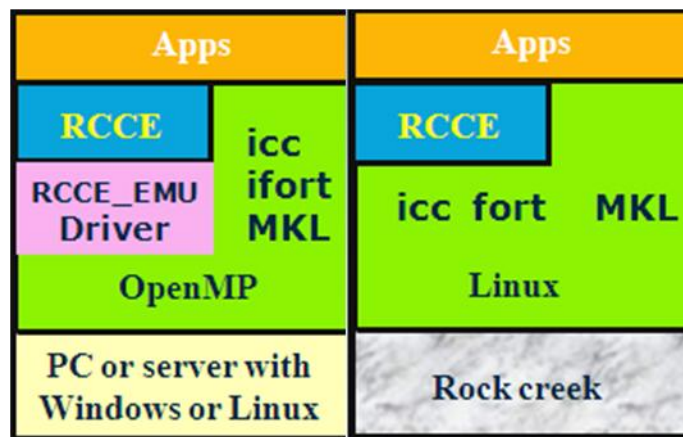 Apps
RCCE
icc
ifort
MKL
RCCE_EMU
Driver
OpenMP
PC or server with
Windows or Linux
Apps
RCCE
icc fort MKL
Linux
Rock creek